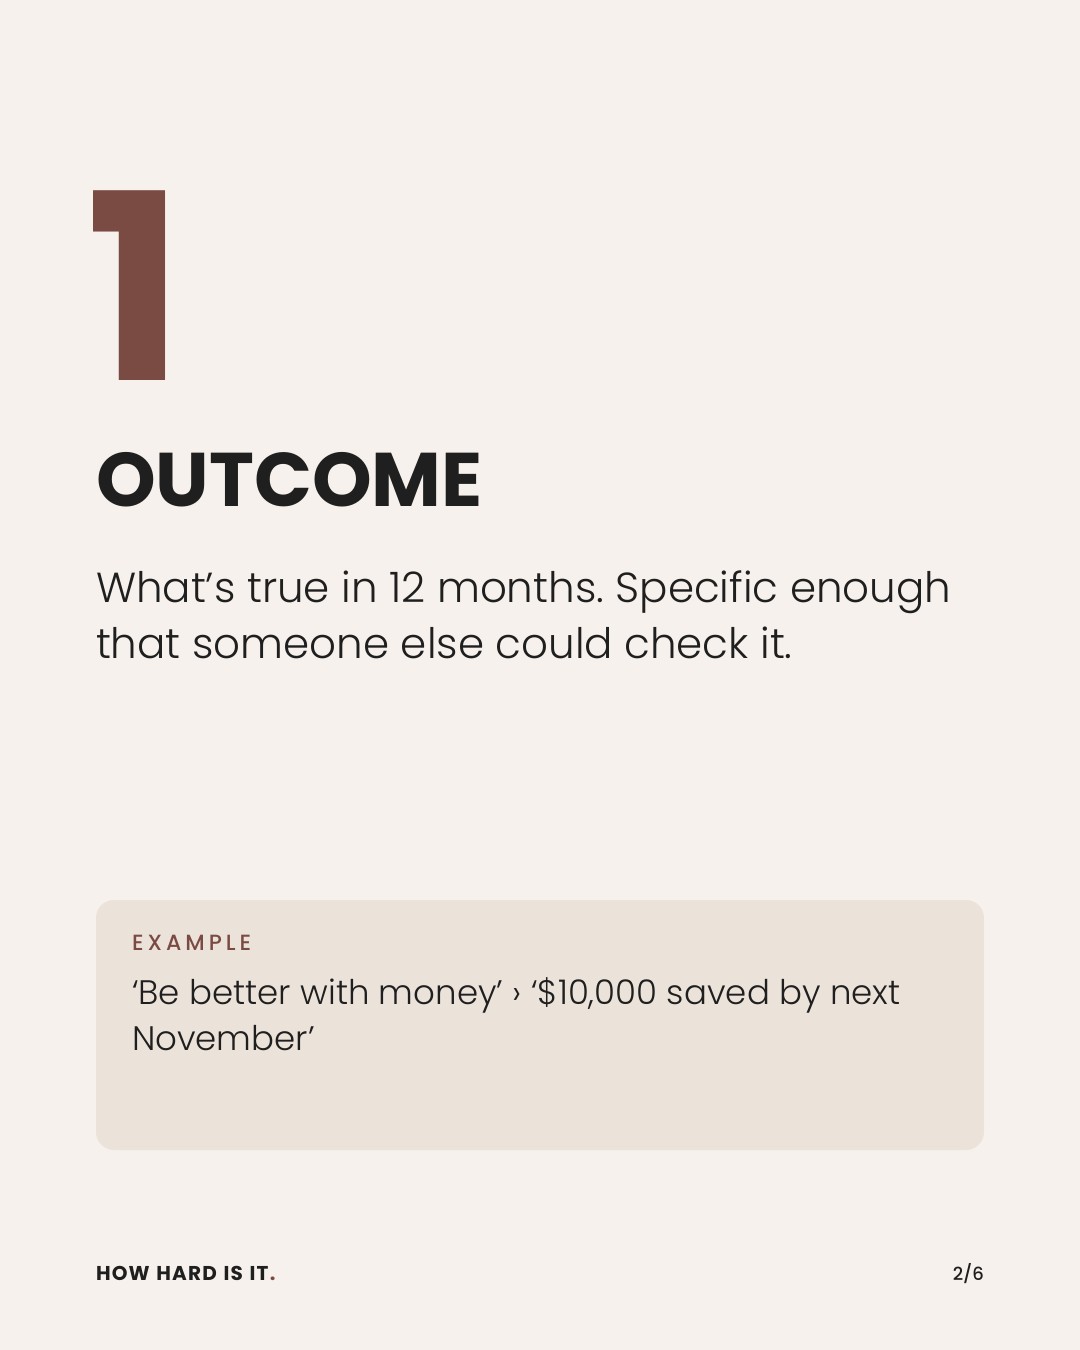 1
OUTCOME
What’s true in 12 months. Specific enough
that someone else could check it.
EXAMPLE
‘Be better with money’ › ‘$10,000 saved by next
November’
HOW HARD IS IT.
2/6